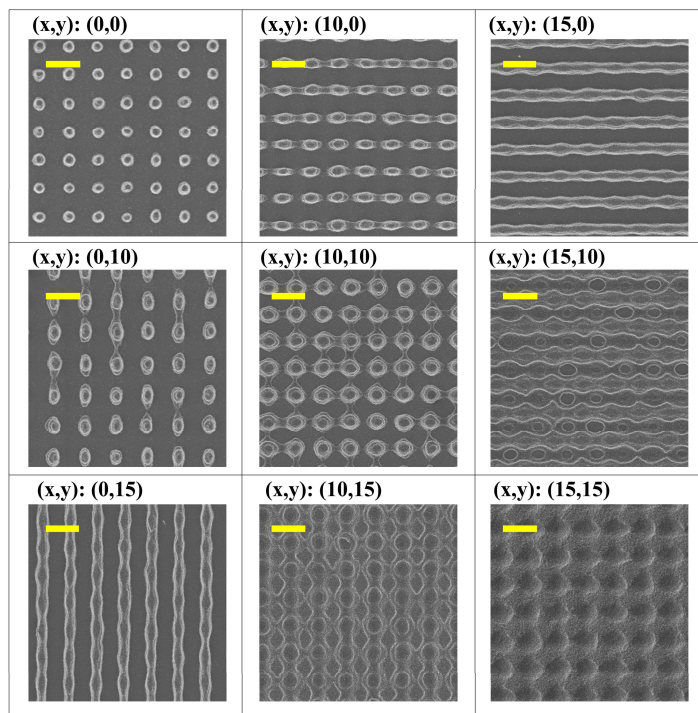 (x,y): (0,0)
(x,y): (10,0)
(x,y): (15,0)
(x,y): (0,10)
(x,y): (10,10)
(x,y): (15,10)
(x,y): (0,15)
(x,y): (10,15)
(x,y): (15,15)